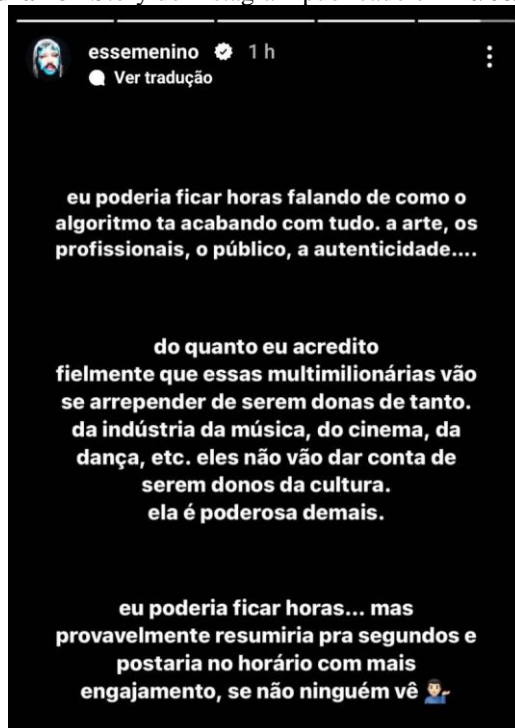 essemenino 1 h
Ver tradução
eu poderia ficar horas falando de como o
algoritmo ta acabando com tudo. a arte, os
profissionais, o público, a autenticidade....
do quanto eu acredito
fielmente que essas multimilionárias vão
se arrepender de serem donas de tanto.
da indústria da música, do cinema, da
dança, etc. eles não vão dar conta de
serem donos da cultura.
ela é poderosa demais.
eu poderia ficar horas... mas
provavelmente resumiria pra segundos e
postaria no horário com mais
engajamento, se não ninguém vê 💁🏻‍♂️